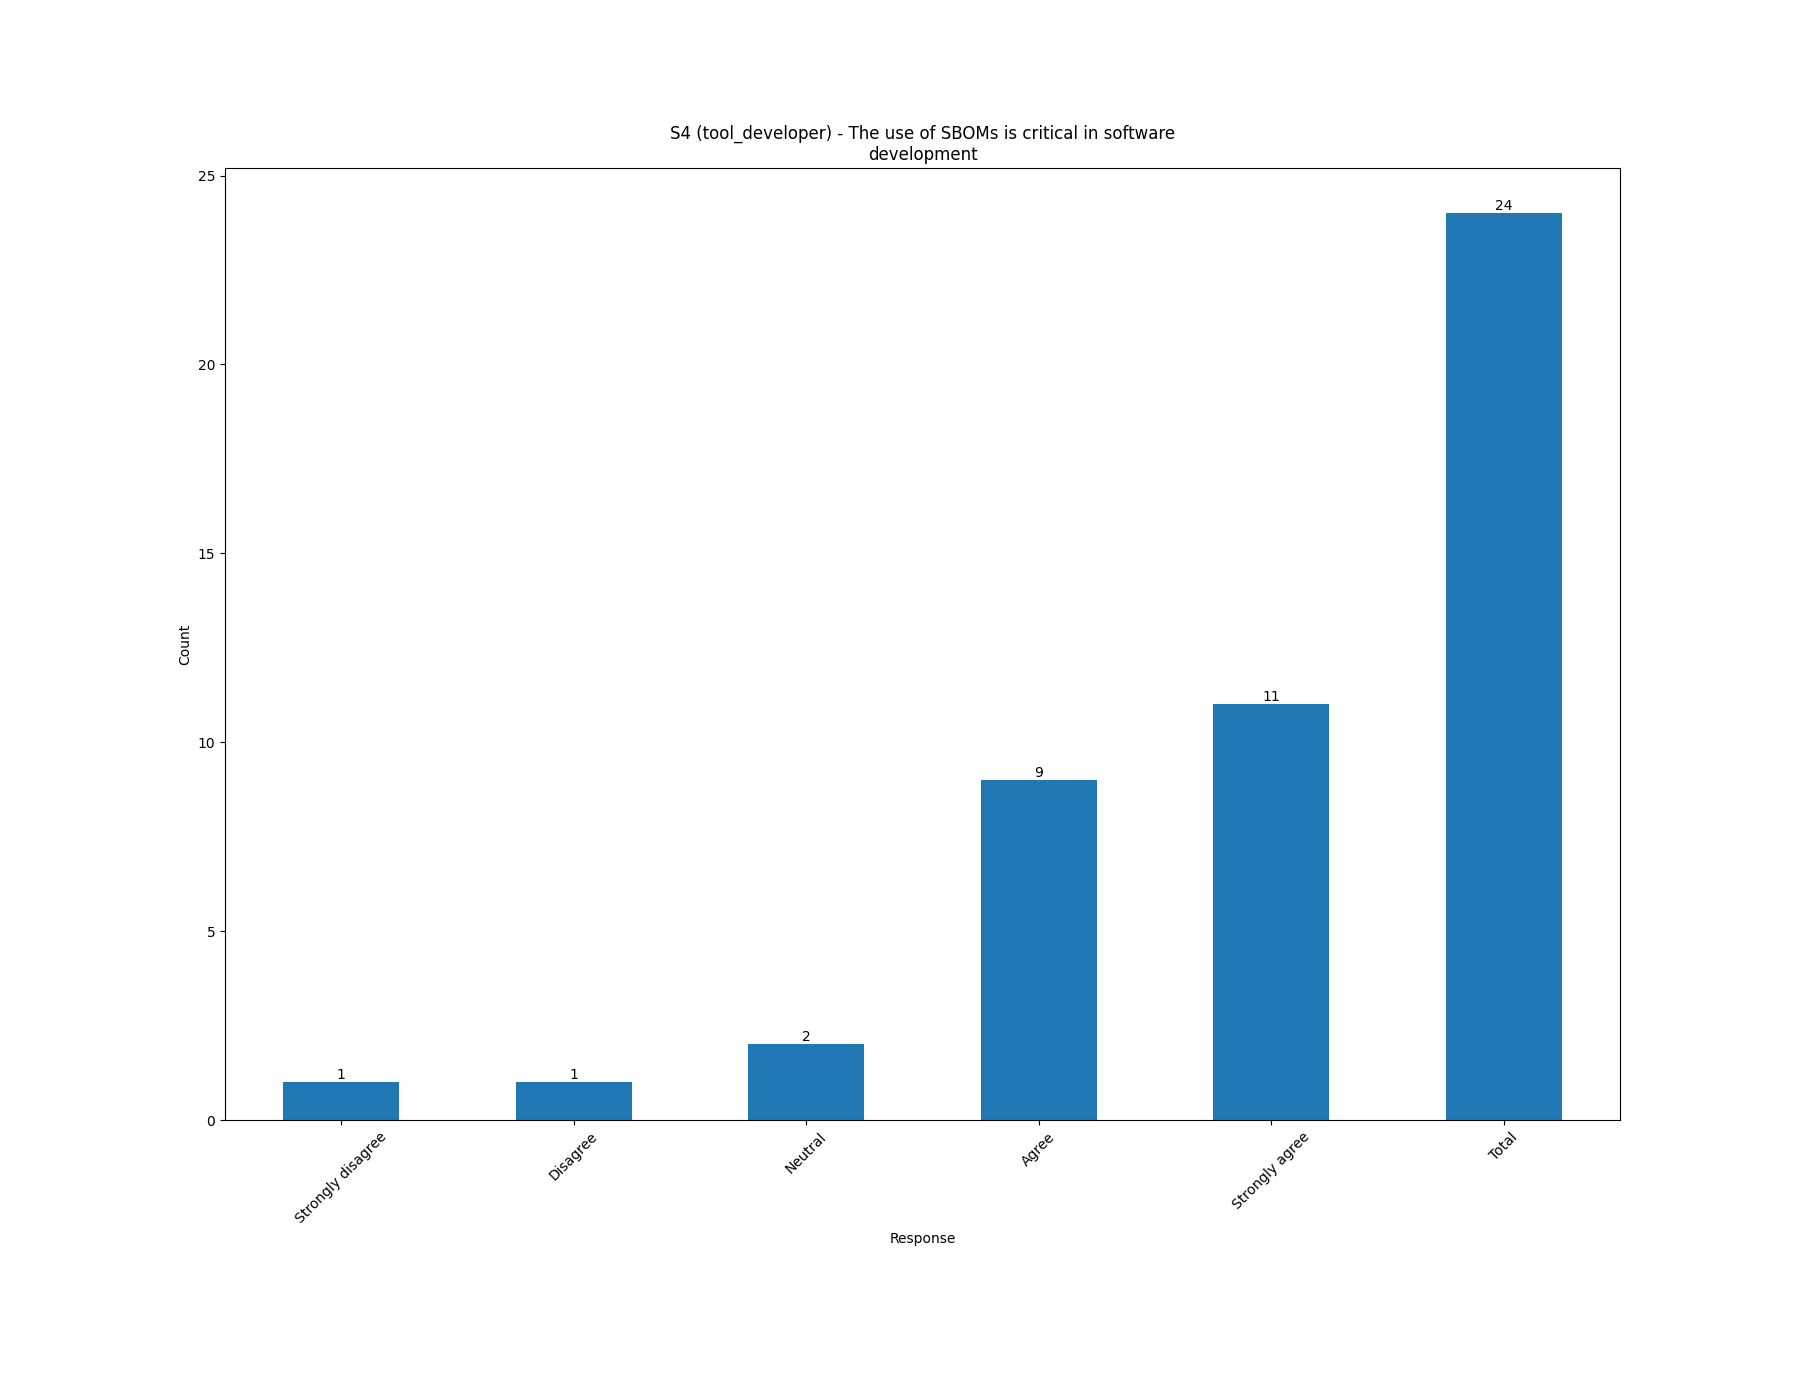 S4 (tool_developer) - The use of SBOMs is critical in software
development
25
20
15
10
5
0
Count
1
1
2
9
11
24
Strongly disagree
Disagree
Neutral
Agree
Strongly agree
Total
Response